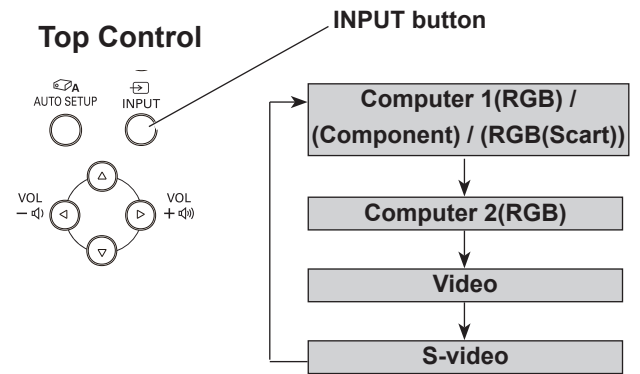 Top Control
INPUT button
A
AUTO SETUP
INPUT
VOL
−
VOL
+
Computer 1(RGB) /
(Component) / (RGB(Scart))
Computer 2(RGB)
Video
S-video